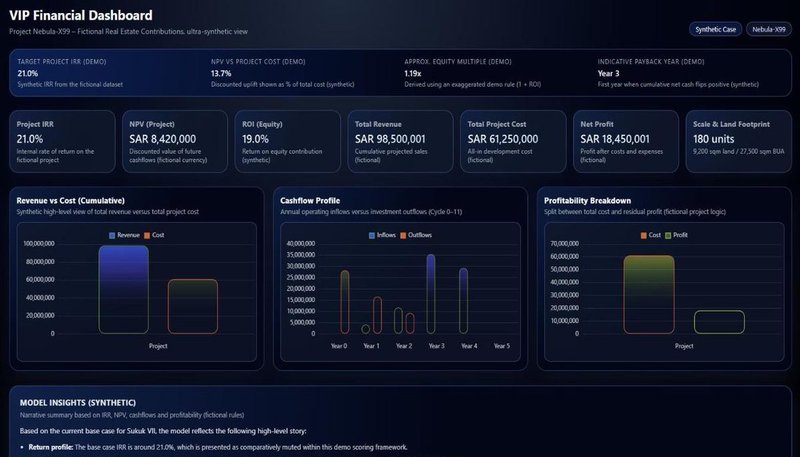 VIP Financial Dashboard
Project Nebula-X99 – Fictional Real Estate Contributions. ultra-synthetic view
Synthetic Case
Nebula-X99
TARGET PROJECT IRR (DEMO)
21.0%
Synthetic IRR from the fictional dataset
NPV VS PROJECT COST (DEMO)
13.7%
Discounted uplift shown as % of total cost (synthetic)
APPROX. EQUITY MULTIPLE (DEMO)
1.19x
Derived using an exaggerated demo rule (1 + ROI)
INDICATIVE PAYBACK YEAR (DEMO)
Year 3
First year when cumulative net cash flips positive (synthetic)
Project IRR
21.0%
Internal rate of return on the
fictional project
NPV (Project)
SAR 8,420,000
Discounted value of future
cashflows (fictional currency)
ROI (Equity)
19.0%
Return on equity contribution
(synthetic)
Total Revenue
SAR 98,500,001
Cumulative projected sales
(fictional)
Total Project Cost
SAR 61,250,000
All-in development cost
(fictional)
Net Profit
SAR 18,450,001
Profit after costs and expenses
(fictional)
Scale & Land Footprint
180 units
9,200 sqm land / 27,500 sqm BUA
Revenue vs Cost (Cumulative)
Synthetic high-level view of total revenue versus total project cost
Revenue
Cost
100,000,000
80,000,000
60,000,000
40,000,000
20,000,000
0
Project
Cashflow Profile
Annual operating inflows versus investment outflows (Cycle 0–11)
Inflows
Outflows
40,000,000
35,000,000
30,000,000
25,000,000
20,000,000
15,000,000
10,000,000
5,000,000
0
Year 0
Year 1
Year 2
Year 3
Year 4
Year 5
Profitability Breakdown
Split between total cost and residual profit (fictional project logic)
Cost
Profit
70,000,000
60,000,000
50,000,000
40,000,000
30,000,000
20,000,000
10,000,000
0
Project
MODEL INSIGHTS (SYNTHETIC)
Narrative summary based on IRR, NPV, cashflows and profitability (fictional rules)
Based on the current base case for Sukuk VII, the model reflects the following high-level story:
• Return profile: The base case IRR is around 21.0%, which is presented as comparatively muted within this demo scoring framework.